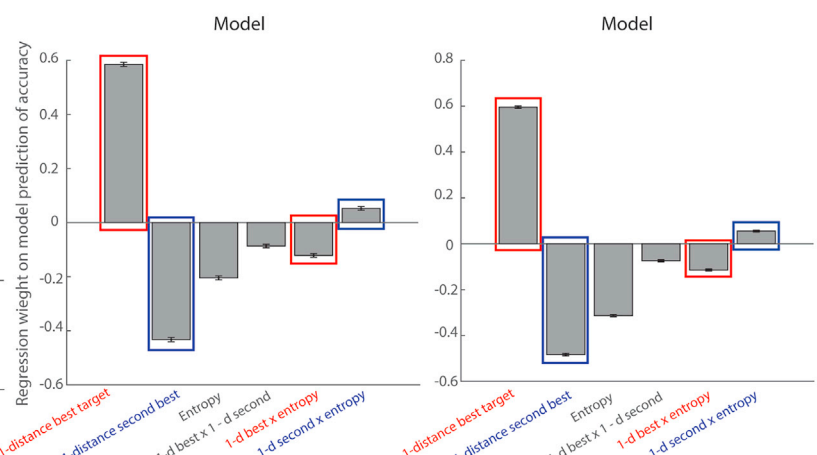 Model
Regression wieght on model prediction of accuracy
0.6
0.4
0.2
0
-0.2
-0.4
-0.6
1-distance best target
1-distance second best
Entropy
1-d best x 1 - d second
1-d best x entropy
1-d second x entropy
Model
0.8
0.6
0.4
0.2
0
-0.2
-0.4
-0.6
1-distance best target
1-distance second best
Entropy
1-d best x 1 - d second
1-d best x entropy
1-d second x entropy